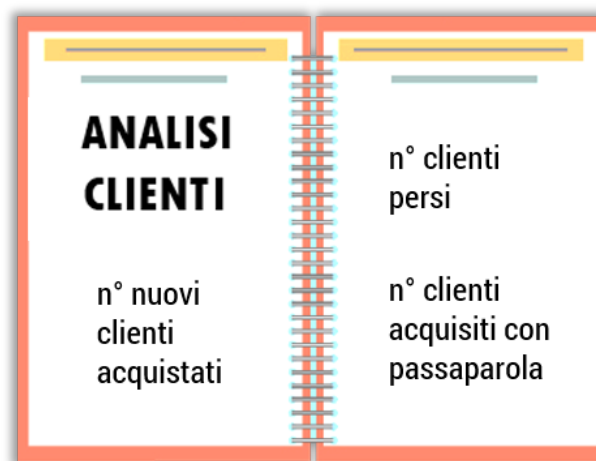 ANALISI
CLIENTI
n° nuovi
clienti
acquistati
n° clienti
persi
n° clienti
acquisiti con
passaparola